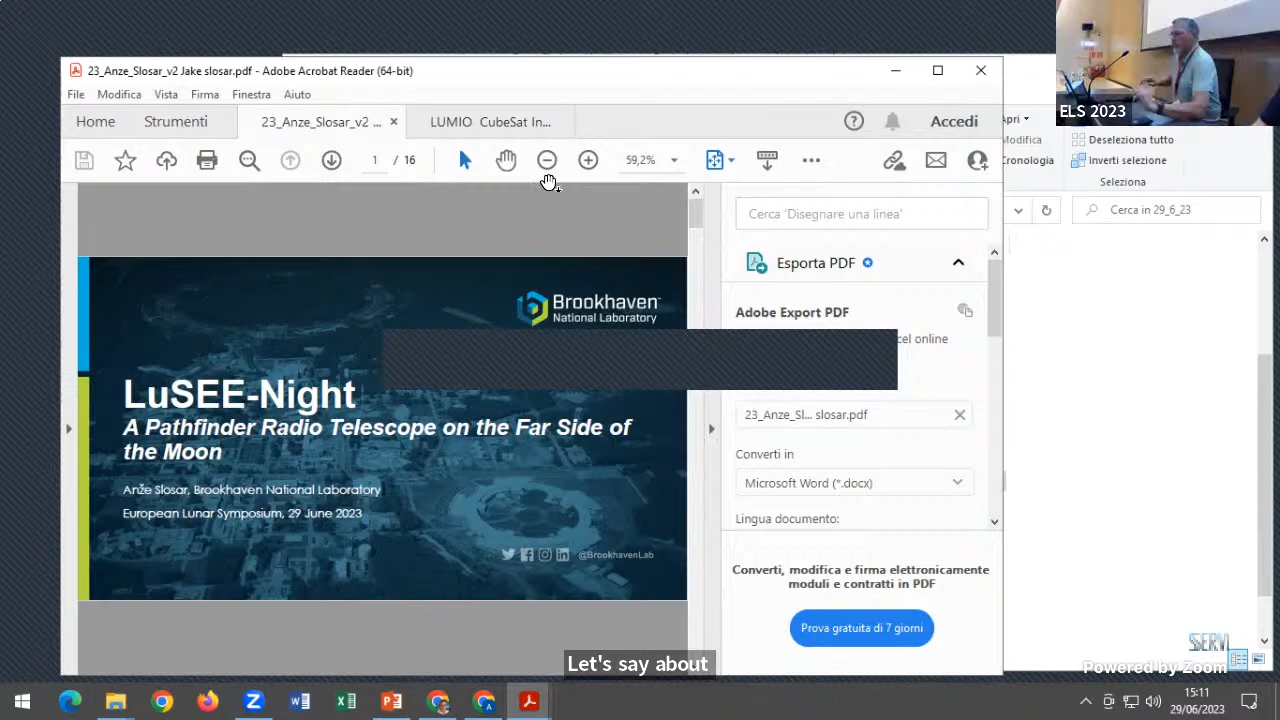 23_Anze_Slosar_v2 Jake slosar.pdf - Adobe Acrobat Reader (64-bit)
File Modifica Vista Firma Finestra Aiuto
Home Strumenti 23_Anze_Slosar_v2 ... LUMIO CubeSat In... Accedi
1 / 16 59,2%
ELS 2023
Apri
Modifica
Cronologia
Deseleziona tutto
Inverti selezione
Seleziona
Cerca in 29_6_23
Cerca 'Disegnare una linea'
Esporta PDF
Adobe Export PDF
cel online
23_Anze_Sl... slosar.pdf
Converti in
Microsoft Word (*.docx)
Lingua documento:
Converti, modifica e firma elettronicamente
moduli e contratti in PDF
Prova gratuita di 7 giorni
Brookhaven™
National Laboratory
LuSEE-Night
A Pathfinder Radio Telescope on the Far Side of
the Moon
Anže Slosar, Brookhaven National Laboratory
European Lunar Symposium, 29 June 2023
@BrookhavenLab
Let's say about
Powered by Zoom
15:11
29/06/2023